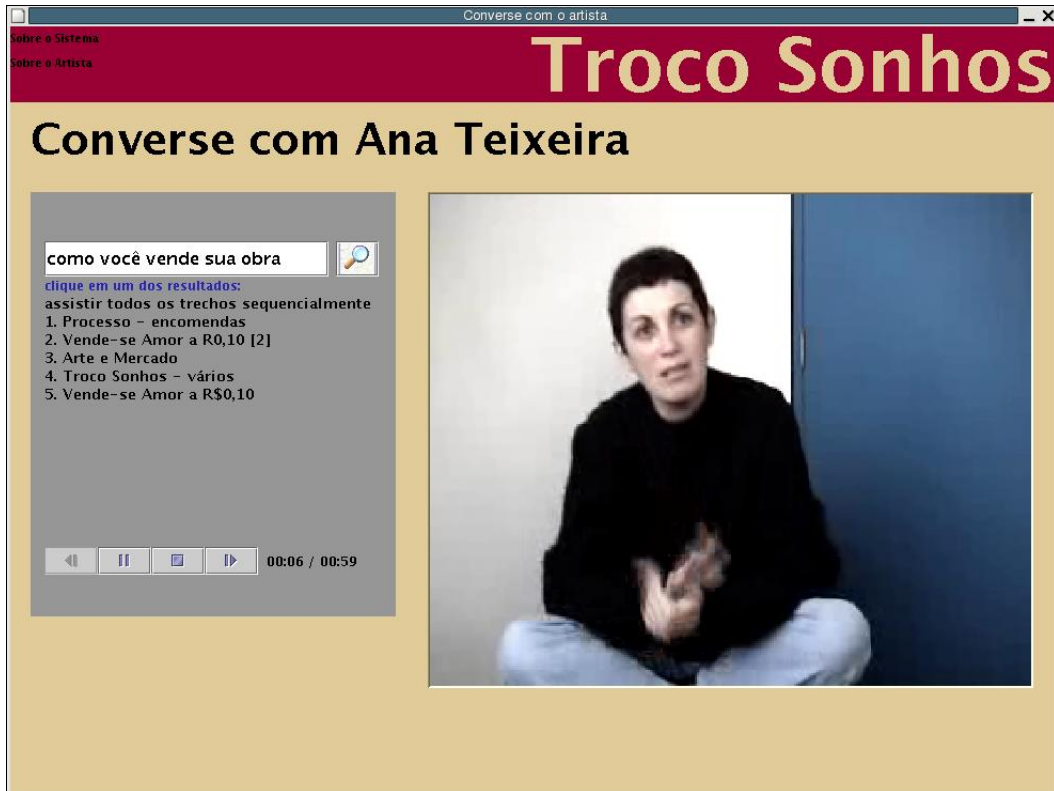 Converse com o artista
Sobre o Sistema
Sobre o Artista
Troco Sonhos
Converse com Ana Teixeira
como você vende sua obra
clique em um dos resultados:
assistir todos os trechos sequencialmente
1. Processo - encomendas
2. Vende-se Amor a R0,10 [2]
3. Arte e Mercado
4. Troco Sonhos - vários
5. Vende-se Amor a R$0,10
00:06 / 00:59